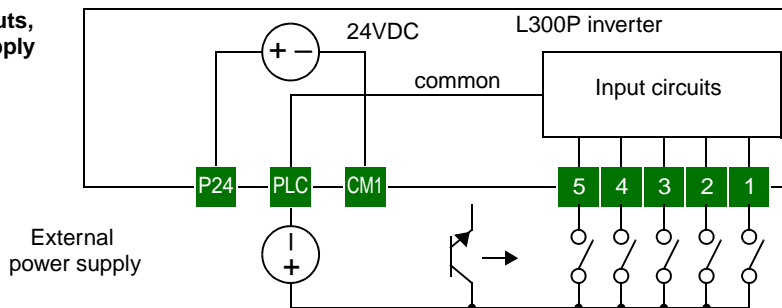 uts,
pply
24VDC
L300P inverter
+ –
common
Input circuits
P24
PLC
CM1
5 4 3 2 1
External
power supply
–
+